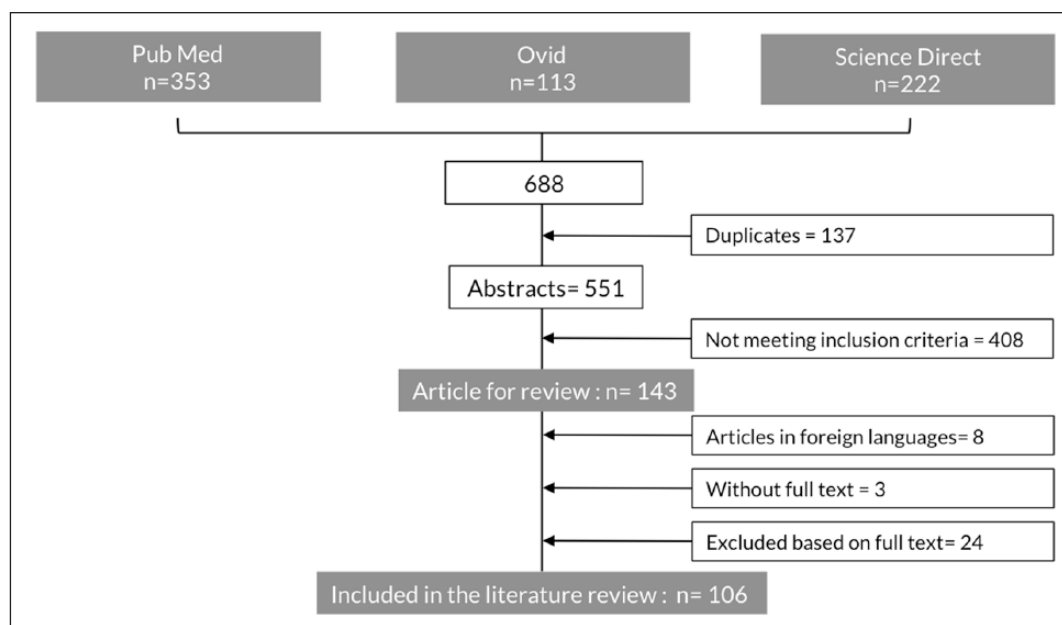 Pub Med
n=353
Ovid
n=113
Science Direct
n=222
688
Duplicates = 137
Abstracts= 551
Not meeting inclusion criteria = 408
Article for review : n= 143
Articles in foreign languages= 8
Without full text = 3
Excluded based on full text= 24
Included in the literature review : n= 106